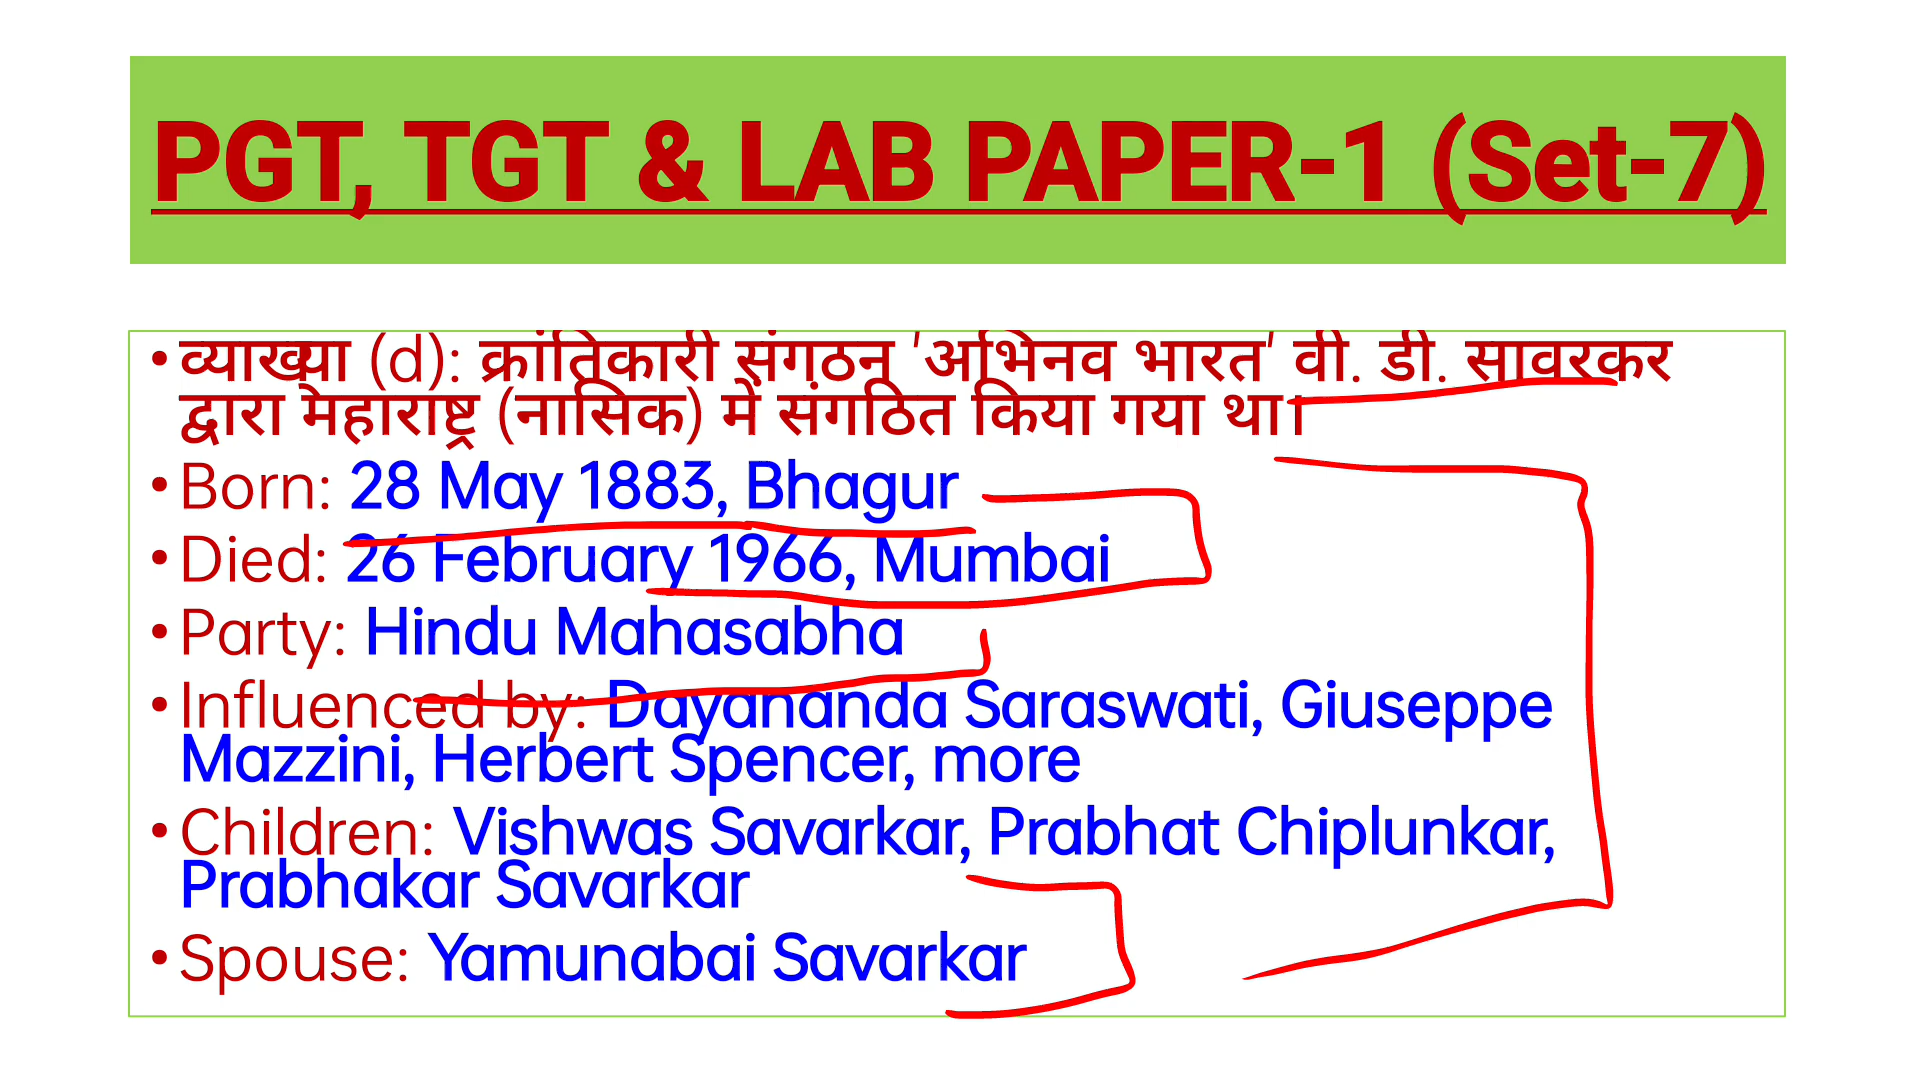 PGT, TGT & LAB PAPER-1 (Set-7)
• व्याख्या (d): क्रांतिकारी संगठन 'अभिनव भारत' वी. डी. सावरकर
द्वारा महाराष्ट्र (नासिक) में संगठित किया गया था।
• Born: 28 May 1883, Bhagur
• Died: 26 February 1966, Mumbai
• Party: Hindu Mahasabha
• Influenced by: Dayananda Saraswati, Giuseppe
Mazzini, Herbert Spencer, more
• Children: Vishwas Savarkar, Prabhat Chiplunkar,
Prabhakar Savarkar
• Spouse: Yamunabai Savarkar